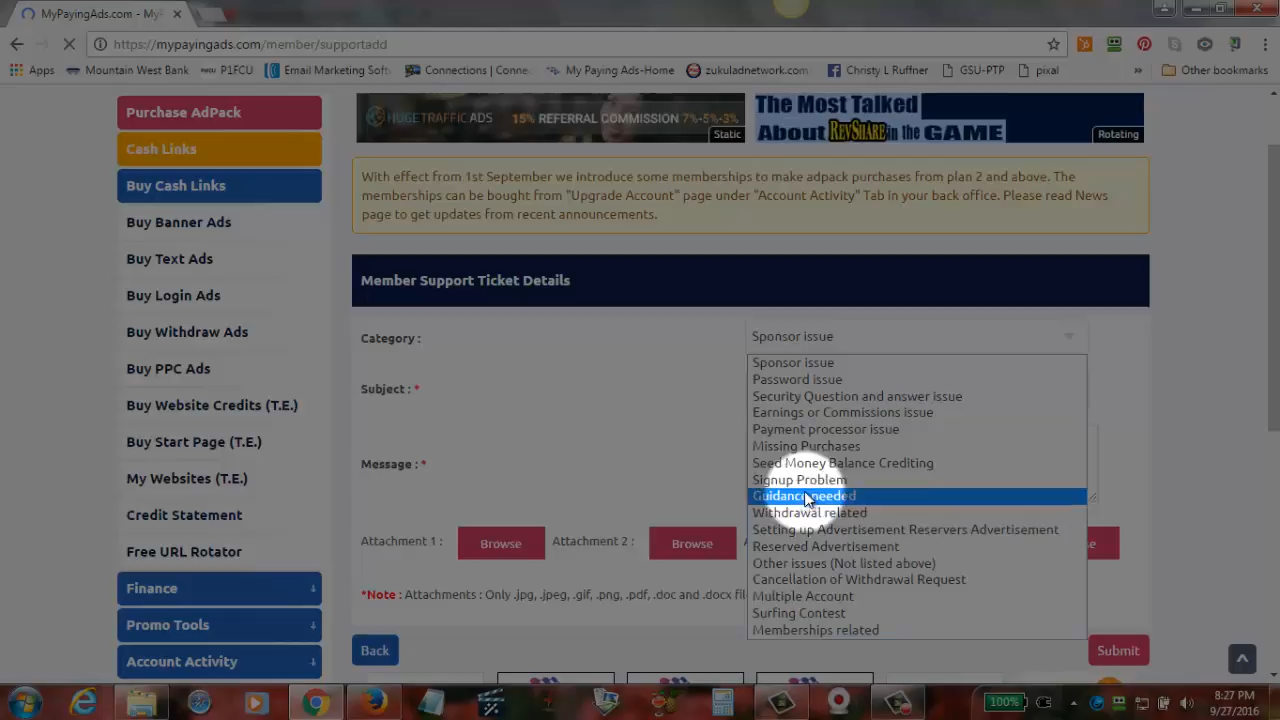 MyPayingAds.com - My
https://mypayingads.com/member/supportadd
Apps
Mountain West Bank
P1FCU
Email Marketing Soft
Connections | Conne
My Paying Ads-Home
zukuladnetwork.com
Christy L Ruffner
GSU-PTP
pixal
»
Other bookmarks
Purchase AdPack
Cash Links
Buy Cash Links
Buy Banner Ads
Buy Text Ads
Buy Login Ads
Buy Withdraw Ads
Buy PPC Ads
Buy Website Credits (T.E.)
Buy Start Page (T.E.)
My Websites (T.E.)
Credit Statement
Free URL Rotator
Finance
Promo Tools
Account Activity
HUGETRAFFIC ADS 15% REFERRAL COMMISSION 7%-5%-3%
Static
The Most Talked
About RevShare in the GAME
Rotating
With effect from 1st September we introduce some memberships to make adpack purchases from plan 2 and above. The
memberships can be bought from "Upgrade Account" page under "Account Activity" Tab in your back office. Please read News
page to get updates from recent announcements.
Member Support Ticket Details
Category :
Sponsor issue
Subject : *
Message : *
Sponsor issue
Password issue
Security Question and answer issue
Earnings or Commissions issue
Payment processor issue
Missing Purchases
Seed Money Balance Crediting
Signup Problem
Guidance needed
Withdrawal related
Setting up Advertisement Reservers Advertisement
Reserved Advertisement
Other issues (Not listed above)
Cancellation of Withdrawal Request
Multiple Account
Surfing Contest
Memberships related
Attachment 1 :
Browse
Attachment 2 :
Browse
*Note : Attachments : Only .jpg, .jpeg, .gif, .png, .pdf, .doc and .docx fil
Back
Submit
100%
8:27 PM
9/27/2016